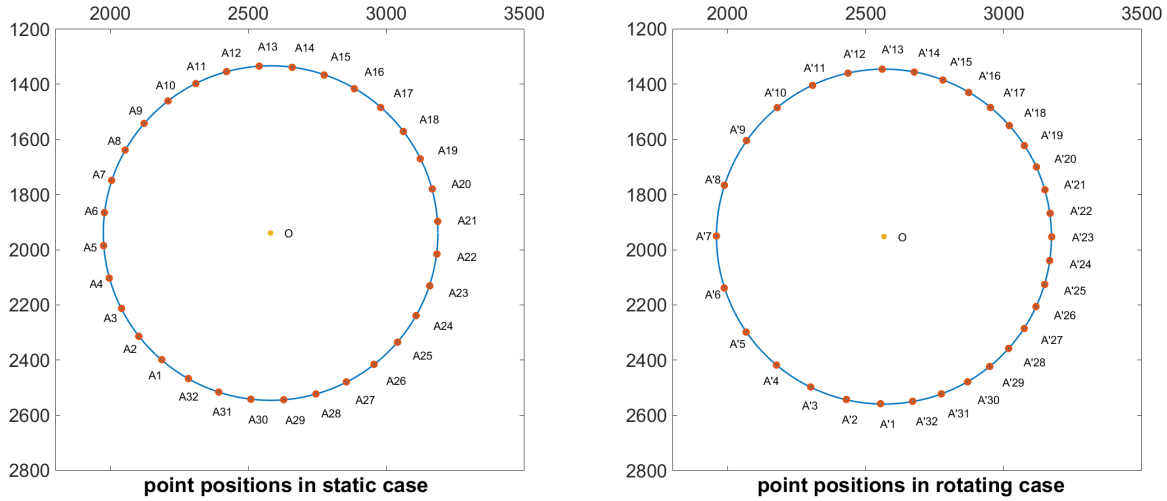 2000 2500 3000 3500
1200
1400
1600
1800
2000
2200
2400
2600
2800
A1
A2
A3
A4
A5
A6
A7
A8
A9
A10
A11
A12
A13
A14
A15
A16
A17
A18
A19
A20
A21
A22
A23
A24
A25
A26
A27
A28
A29
A30
A31
A32
O
point positions in static case
2000 2500 3000 3500
1200
1400
1600
1800
2000
2200
2400
2600
2800
A'1
A'2
A'3
A'4
A'5
A'6
A'7
A'8
A'9
A'10
A'11
A'12
A'13
A'14
A'15
A'16
A'17
A'18
A'19
A'20
A'21
A'22
A'23
A'24
A'25
A'26
A'27
A'28
A'29
A'30
A'31
A'32
O
point positions in rotating case